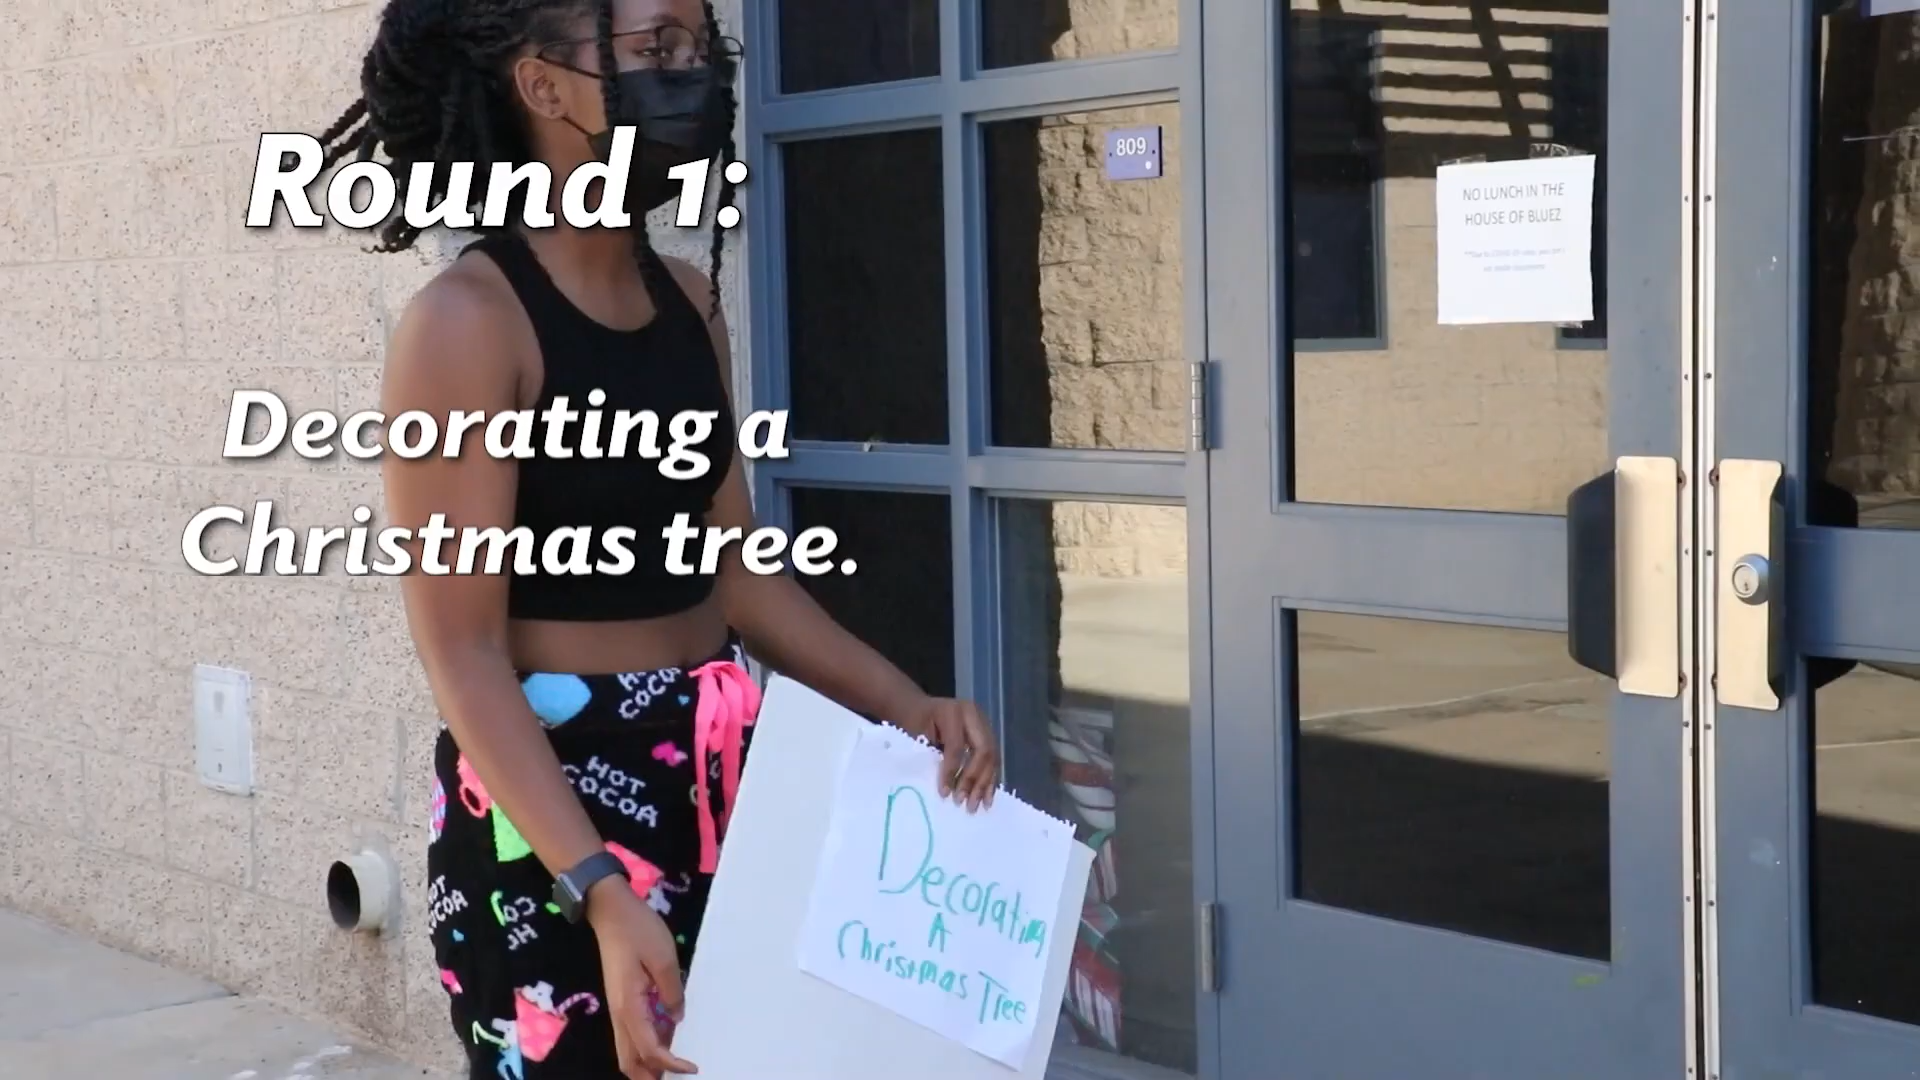 Round 1:
Decorating a
Christmas tree.
809
NO LUNCH IN THE
HOUSE OF BLUEZ
COCOA
HOT
COCOA
HOT
COCOA
Decorating
A
Christmas Tree